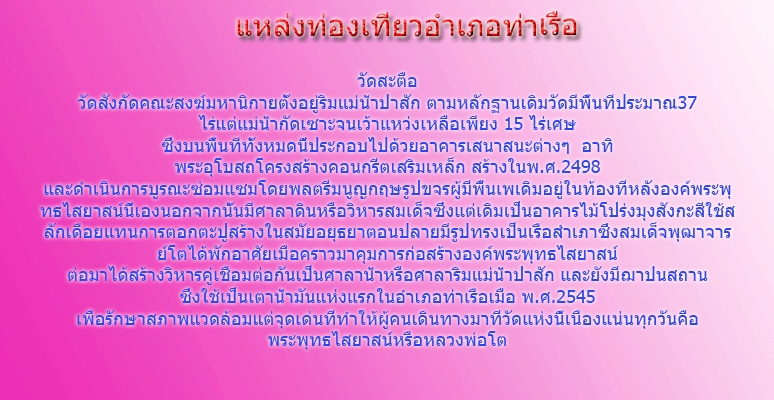 แหล่งท่องเที่ยวอำเภอท่าเรือ
วัดสะตือ
วัดสังกัดคณะสงฆ์มหานิกายตั้งอยู่ริมแม่น้ำป่าสัก ตามหลักฐานเดิมวัดมีพื้นที่ประมาณ37
ไร่แต่แม่น้ำกัดเซาะจนเว้าแหว่งเหลือเพียง 15 ไร่เศษ
ซึ่งบนพื้นที่ทั้งหมดนี้ประกอบไปด้วยอาคารเสนาสนะต่างๆ อาทิ
พระอุโบสถโครงสร้างคอนกรีตเสริมเหล็ก สร้างในพ.ศ.2498
และดำเนินการบูรณะซ่อมแซมโดยพลตรีมนูญกฤษรูปขจรผู้มีพื้นเพเดิมอยู่ในท้องที่หลังองค์พระพุ
ทธไสยาสน์นี้เองนอกจากนั้นมีศาลาดินหรือวิหารสมเด็จซึ่งแต่เดิมเป็นอาคารไม้โปร่งมุงสังกะสีใช้ส
ลักเดือยแทนการตอกตะปูสร้างในสมัยอยุธยาตอนปลายมีรูปทรงเป็นเรือสำเภาซึ่งสมเด็จพุฒาจาร
ย์โตได้พักอาศัยเมื่อคราวมาคุมการก่อสร้างองค์พระพุทธไสยาสน์
ต่อมาได้สร้างวิหารคู่เชื่อมต่อกันเป็นศาลาน้ำหรือศาลาริมแม่น้ำป่าสัก และยังมีฌาปนสถาน
ซึ่งใช้เป็นเตาน้ำมันแห่งแรกในอำเภอท่าเรือเมื่อ พ.ศ.2545
เพื่อรักษาสภาพแวดล้อมแต่จุดเด่นที่ทำให้ผู้คนเดินทางมาที่วัดแห่งนี้เนืองแน่นทุกวันคือ
พระพุทธไสยาสน์หรือหลวงพ่อโต